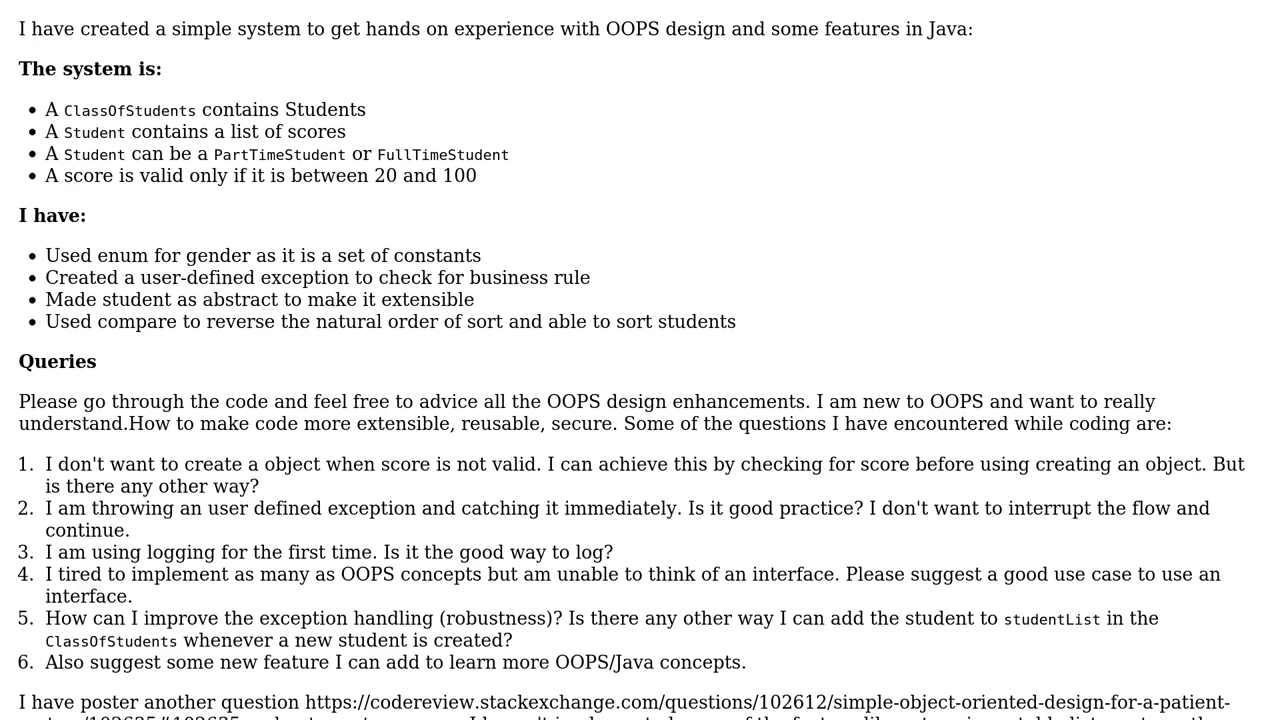 I have created a simple system to get hands on experience with OOPS design and some features in Java:
The system is:
A ClassOfStudents contains Students
A Student contains a list of scores
A Student can be a PartTimeStudent or FullTimeStudent
A score is valid only if it is between 20 and 100
I have:
Used enum for gender as it is a set of constants
Created a user-defined exception to check for business rule
Made student as abstract to make it extensible
Used compare to reverse the natural order of sort and able to sort students
Queries
Please go through the code and feel free to advice all the OOPS design enhancements. I am new to OOPS and want to really
understand.How to make code more extensible, reusable, secure. Some of the questions I have encountered while coding are:
1. I don't want to create a object when score is not valid. I can achieve this by checking for score before using creating an object. But
is there any other way?
2. I am throwing an user defined exception and catching it immediately. Is it good practice? I don't want to interrupt the flow and
continue.
3. I am using logging for the first time. Is it the good way to log?
4. I tired to implement as many as OOPS concepts but am unable to think of an interface. Please suggest a good use case to use an
interface.
5. How can I improve the exception handling (robustness)? Is there any other way I can add the student to studentList in the
ClassOfStudents whenever a new student is created?
6. Also suggest some new feature I can add to learn more OOPS/Java concepts.
I have poster another question https://codereview.stackexchange.com/questions/102612/simple-object-oriented-design-for-a-patient-